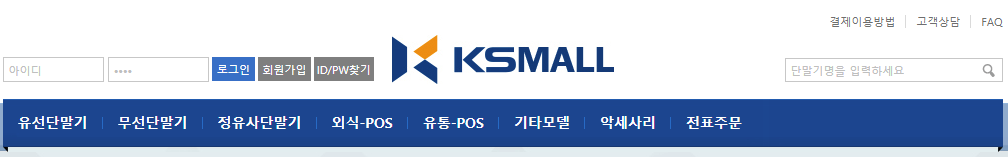 결제이용방법 고객상담 FAQ
KSMALL
아이디 •••• 로그인 회원가입 ID/PW찾기
단말기명을 입력하세요
유선단말기 무선단말기 정유사단말기 외식-POS 유통-POS 기타모델 악세사리 전표주문